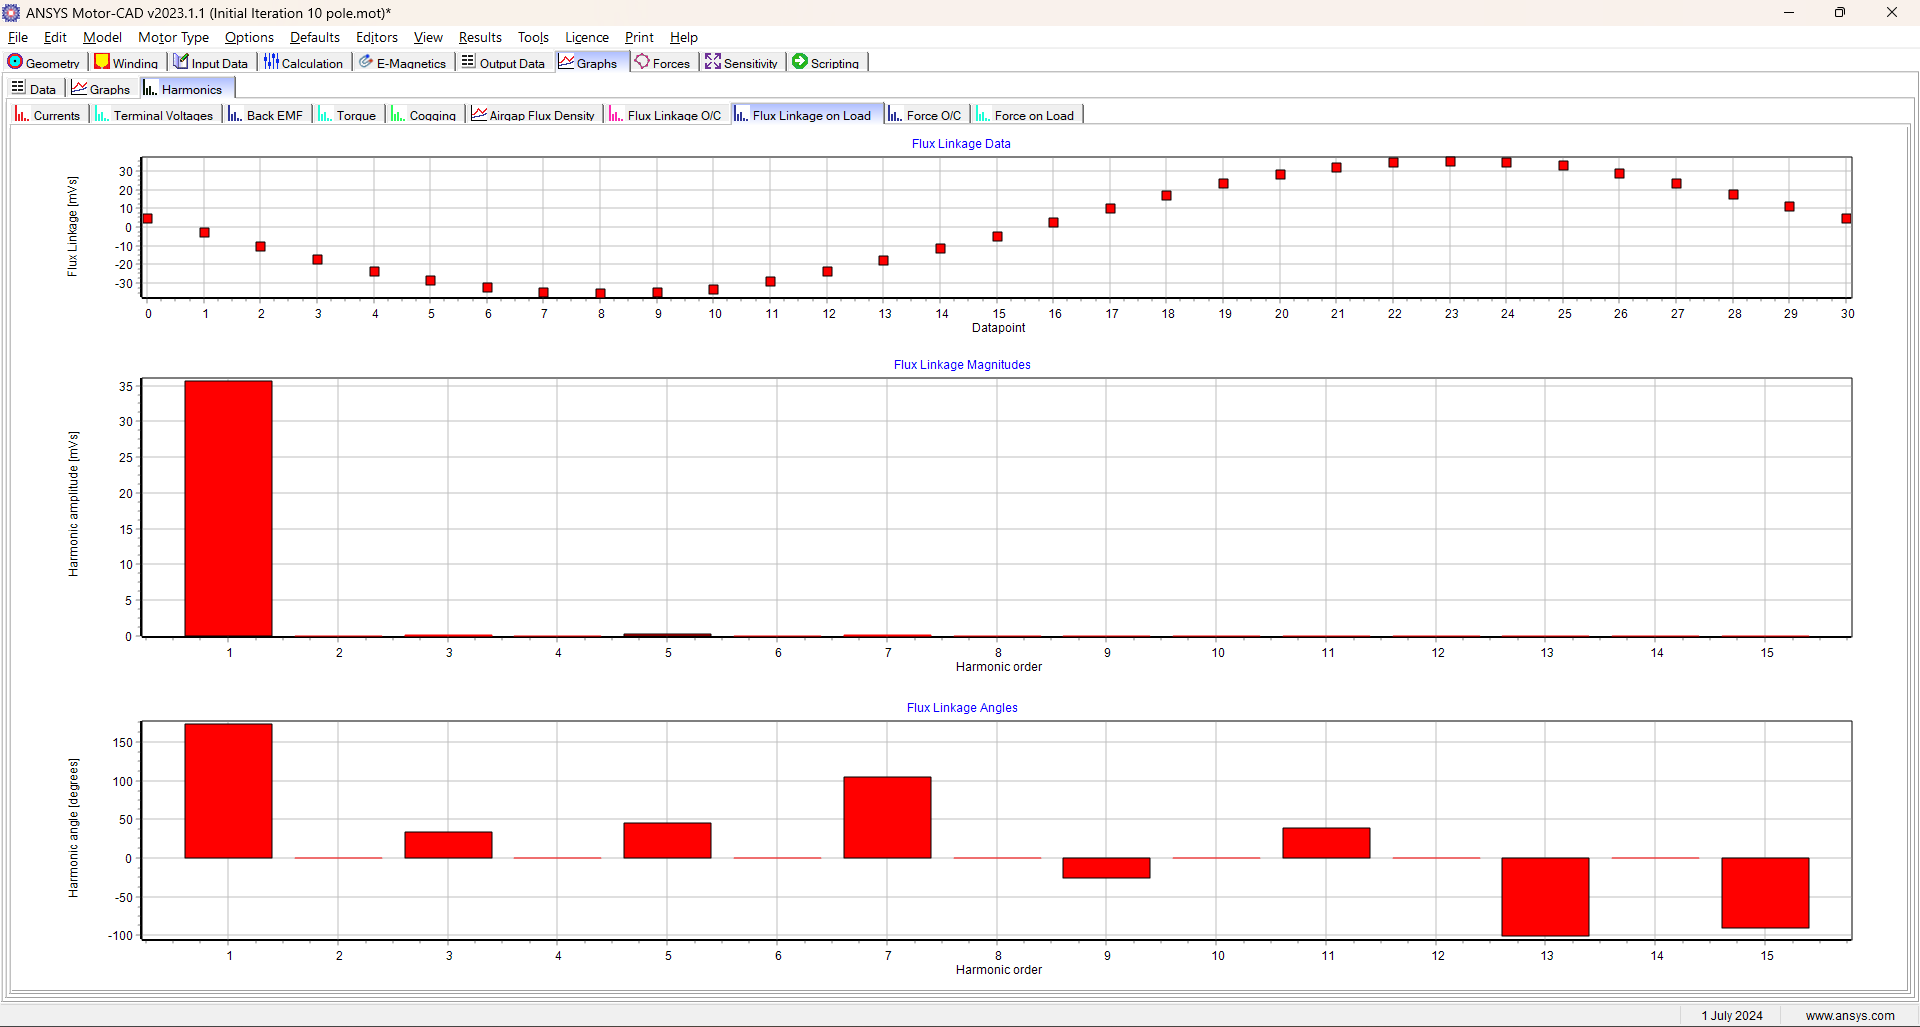 ANSYS Motor-CAD v2023.1.1 (Initial Iteration 10 pole.mot)*
File Edit Model Motor Type Options Defaults Editors View Results Tools Licence Print Help
Geometry Winding Input Data Calculation E-Magnetics Output Data Graphs Forces Sensitivity Scripting
Data Graphs Harmonics
Currents Terminal Voltages Back EMF Torque Cogging Airgap Flux Density Flux Linkage O/C Flux Linkage on Load Force O/C Force on Load
Flux Linkage Data
Flux Linkage [mVs]
30
20
10
0
-10
-20
-30
0 1 2 3 4 5 6 7 8 9 10 11 12 13 14 15 16 17 18 19 20 21 22 23 24 25 26 27 28 29 30
Datapoint
Flux Linkage Magnitudes
Harmonic amplitude [mVs]
35
30
25
20
15
10
5
0
1 2 3 4 5 6 7 8 9 10 11 12 13 14 15
Harmonic order
Flux Linkage Angles
Harmonic angle [degrees]
150
100
50
0
-50
-100
1 2 3 4 5 6 7 8 9 10 11 12 13 14 15
Harmonic order
1 July 2024 www.ansys.com